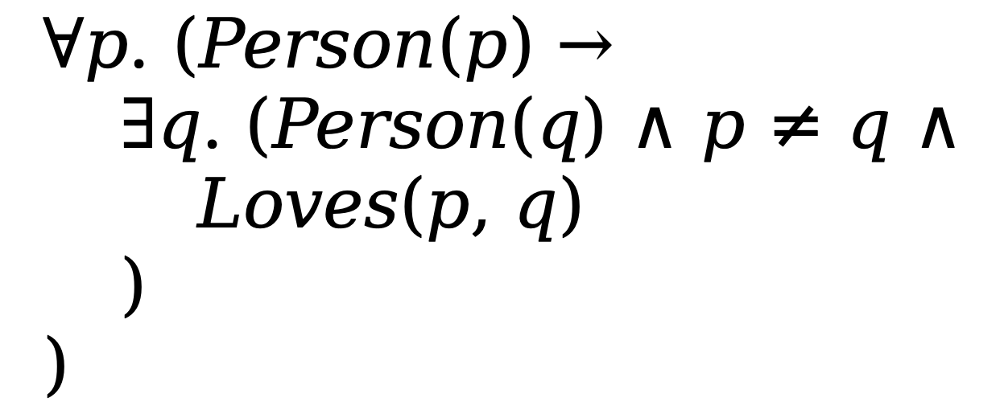 ∀p. (Person(p) →
∃q. (Person(q) ∧ p ≠ q ∧
Loves(p, q)
)
)